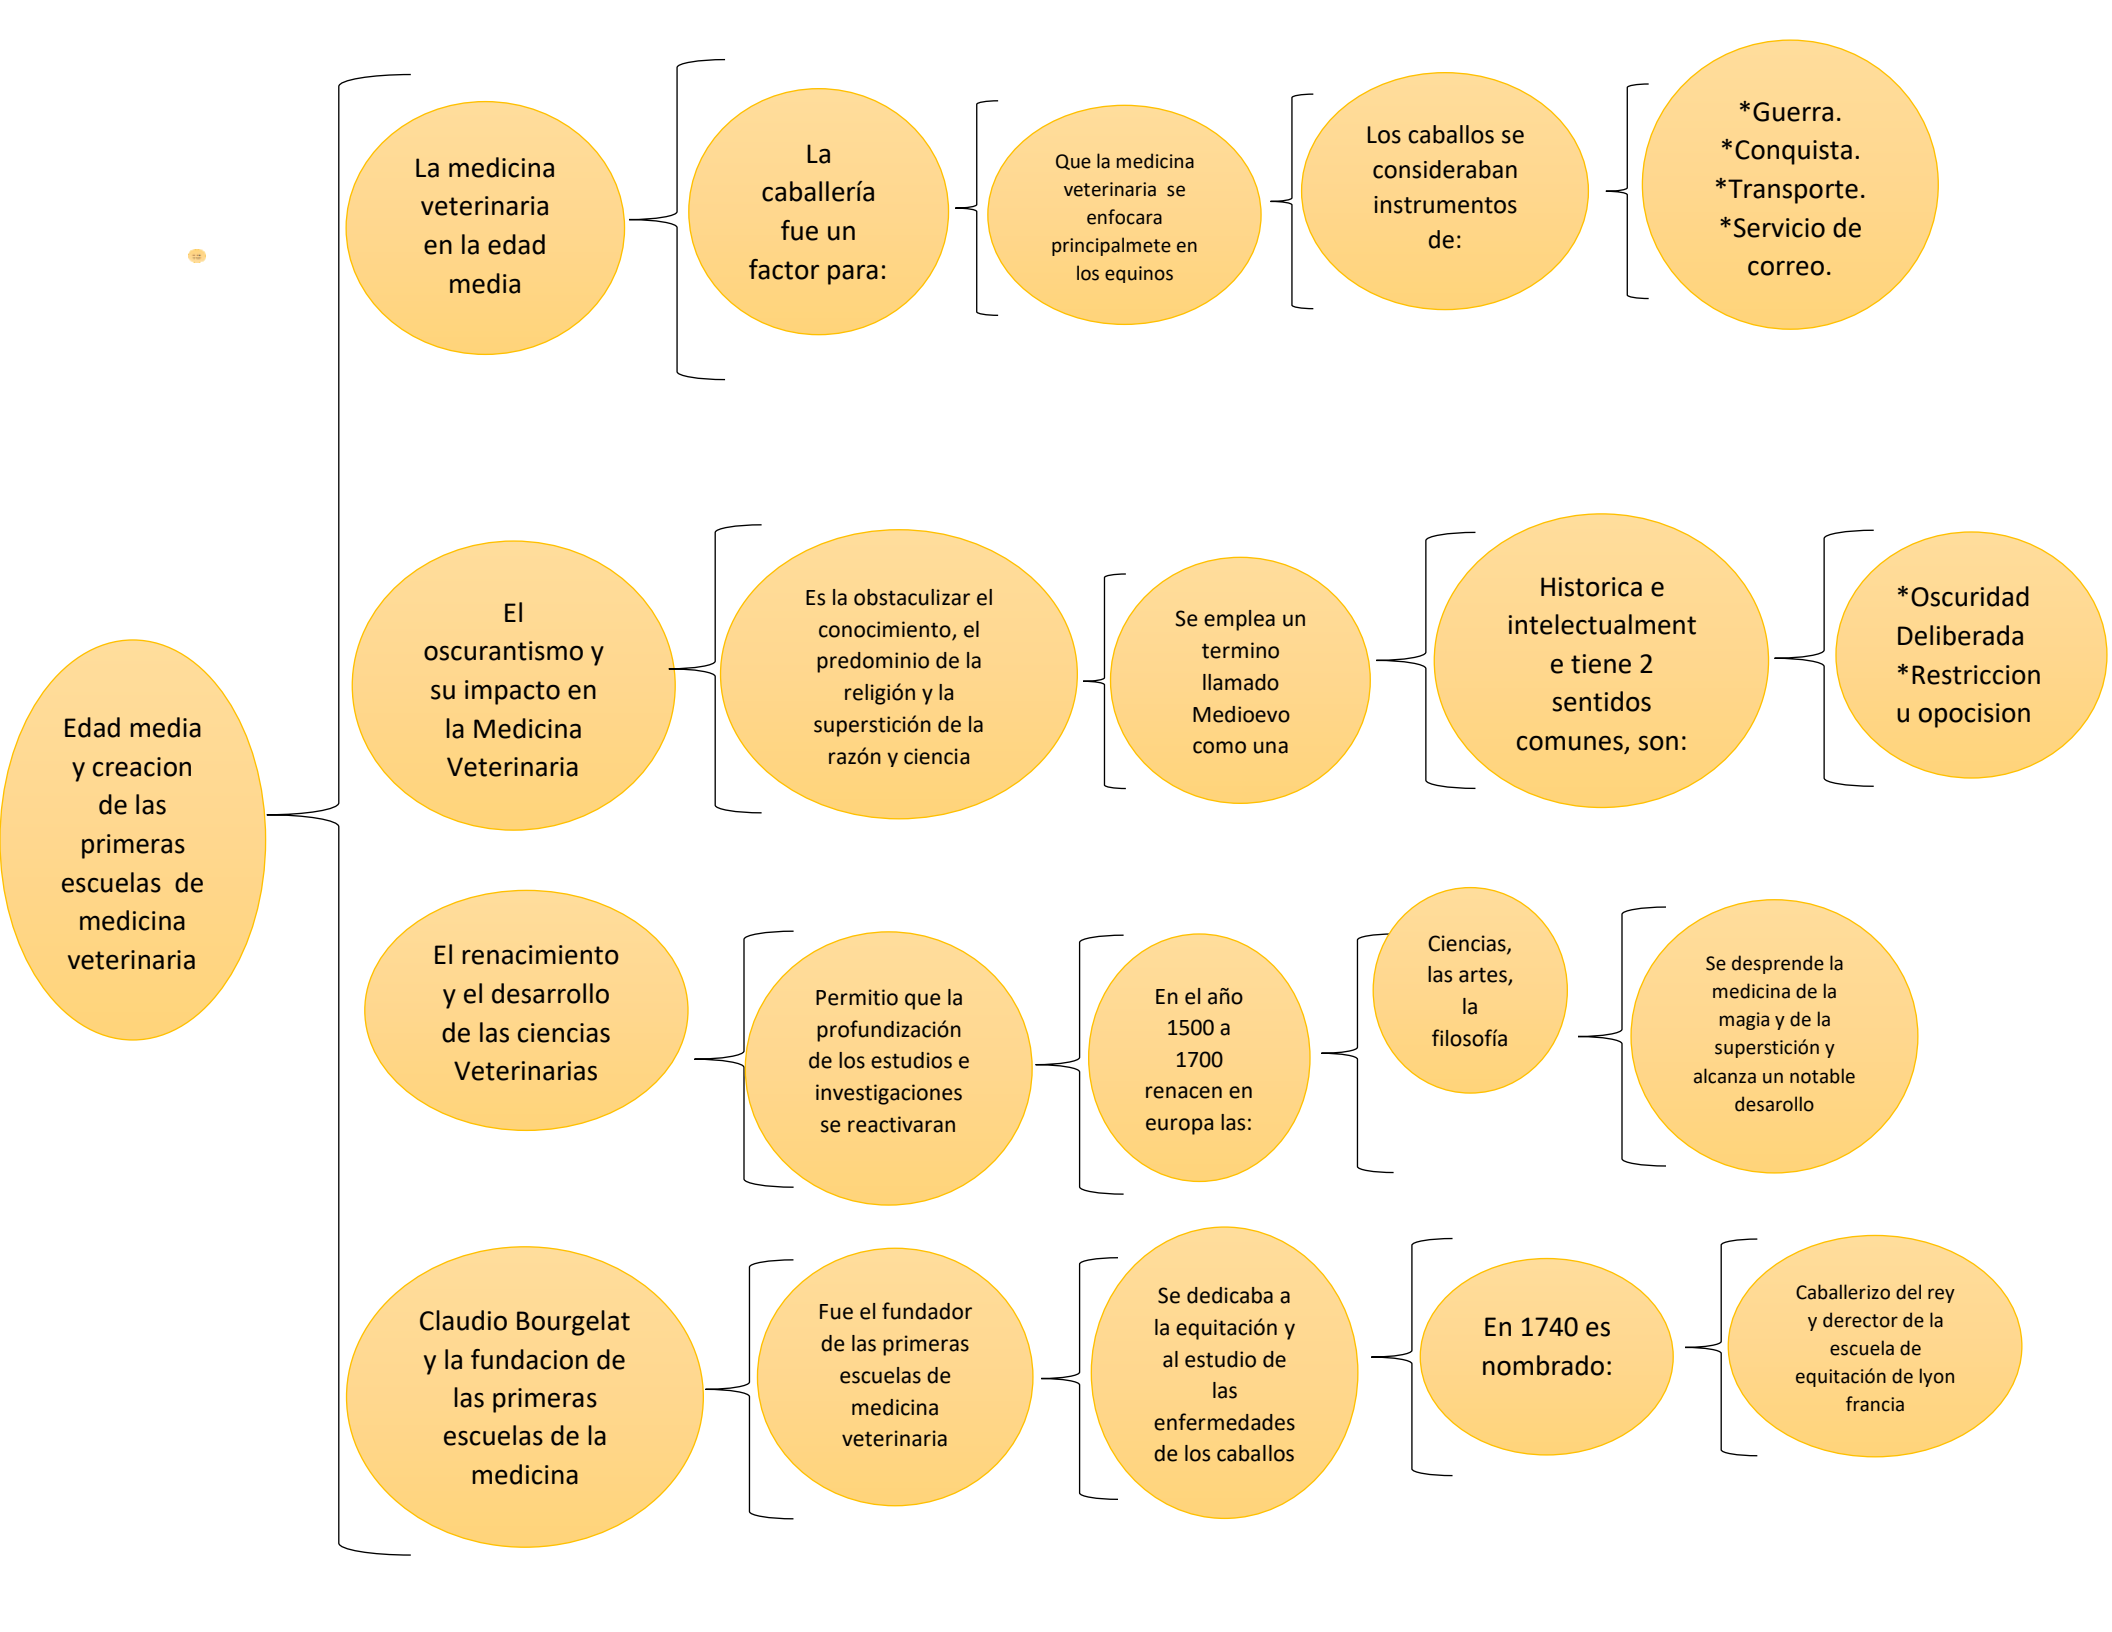 Edad media
y creacion
de las
primeras
escuelas  de
medicina
veterinaria
La medicina
veterinaria
en la edad
media
La
caballería
fue un
factor para:
Que la medicina
veterinaria  se
enfocara
principalmete en
los equinos
Los caballos se
consideraban
instrumentos
de:
*Guerra.
*Conquista.
*Transporte.
*Servicio de
correo.
El
oscurantismo y
su impacto en
la Medicina
Veterinaria
Es la obstaculizar el
conocimiento, el
predominio de la
religión y la
superstición de la
razón y ciencia
Se emplea un
termino
llamado
Medioevo
como una
Historica e
intelectualment
e tiene 2
sentidos
comunes, son:
*Oscuridad
Deliberada
*Restriccion
u opocision
El renacimiento
y el desarrollo
de las ciencias
Veterinarias
Permitio que la
profundización
de los estudios e
investigaciones
se reactivaran
En el año
1500 a
1700
renacen en
europa las:
Ciencias,
las artes,
la
filosofía
Se desprende la
medicina de la
magia y de la
superstición y
alcanza un notable
desarollo
Claudio Bourgelat
y la fundacion de
las primeras
escuelas de la
medicina
Fue el fundador
de las primeras
escuelas de
medicina
veterinaria
Se dedicaba a
la equitación y
al estudio de
las
enfermedades
de los caballos
En 1740 es
nombrado:
Caballerizo del rey
y derector de la
escuela de
equitación de lyon
francia